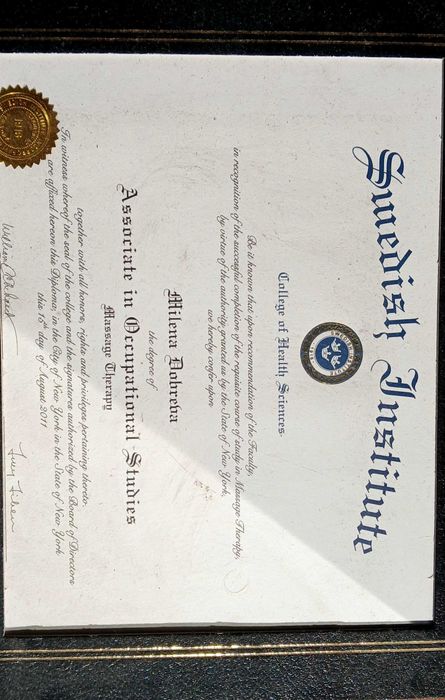 Swedish Institute
College of Health Sciences
Be it known that upon recommendation of the Faculty,
in recognition of the successful completion of the requisite course of study in Massage Therapy,
by virtue of the authority granted us by the State of New York,
we hereby confer upon
Milena Dobreva
the degree of
Associate in Occupational Studies
Massage Therapy
together with all honors, rights and privileges pertaining thereto.
In witness whereof the seal of the college and the signatures authorized by the Board of Directors
are affixed hereon this Diploma, in the City of New York in the State of New York
this 18th day of August 2011